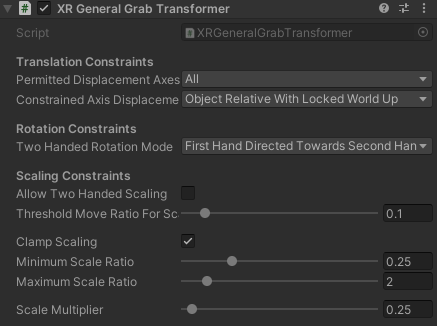 XR General Grab Transformer
Script XRGeneralGrabTransformer
Translation Constraints
Permitted Displacement Axes All
Constrained Axis Displaceme Object Relative With Locked World Up
Rotation Constraints
Two Handed Rotation Mode First Hand Directed Towards Second Han
Scaling Constraints
Allow Two Handed Scaling
Threshold Move Ratio For Sc 0.1
Clamp Scaling
Minimum Scale Ratio 0.25
Maximum Scale Ratio 2
Scale Multiplier 0.25